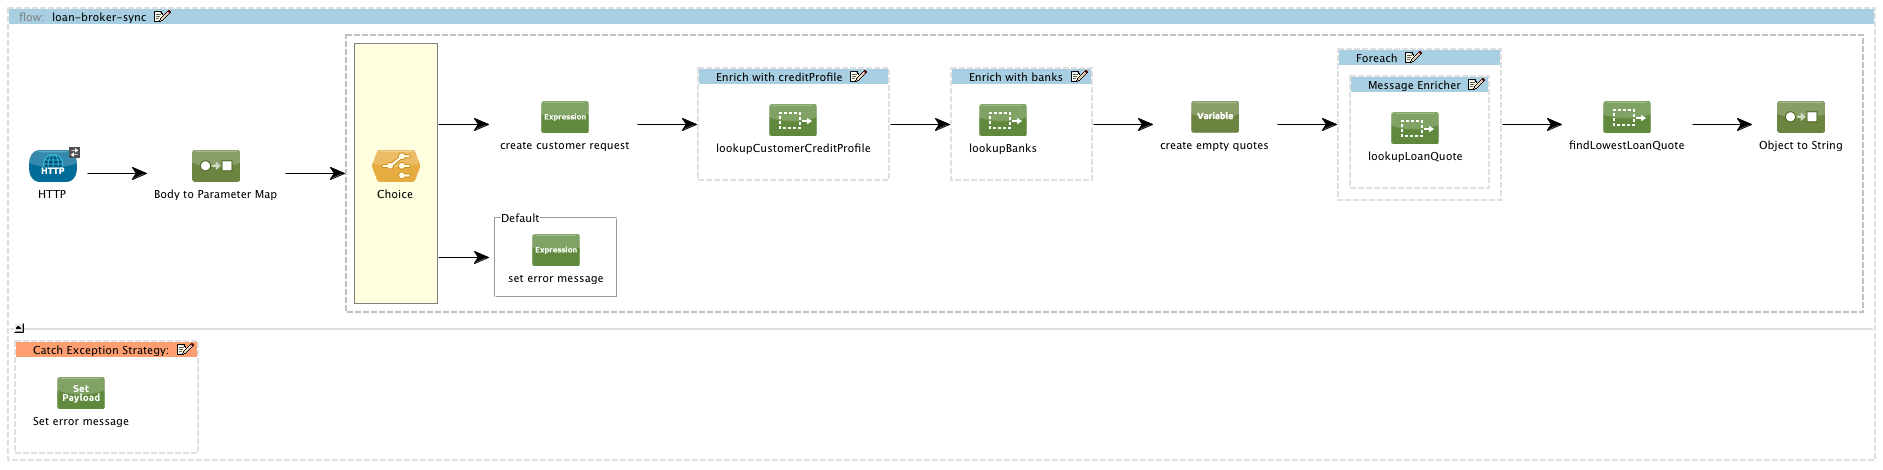 flow: loan-broker-sync
HTTP
HTTP
Body to Parameter Map
Choice
Expression
create customer request
Enrich with creditProfile
lookupCustomerCreditProfile
Enrich with banks
lookupBanks
Variable
create empty quotes
Foreach
Message Enricher
lookupLoanQuote
findLowestLoanQuote
Object to String
Default
Expression
set error message
Catch Exception Strategy:
Set
Payload
Set error message